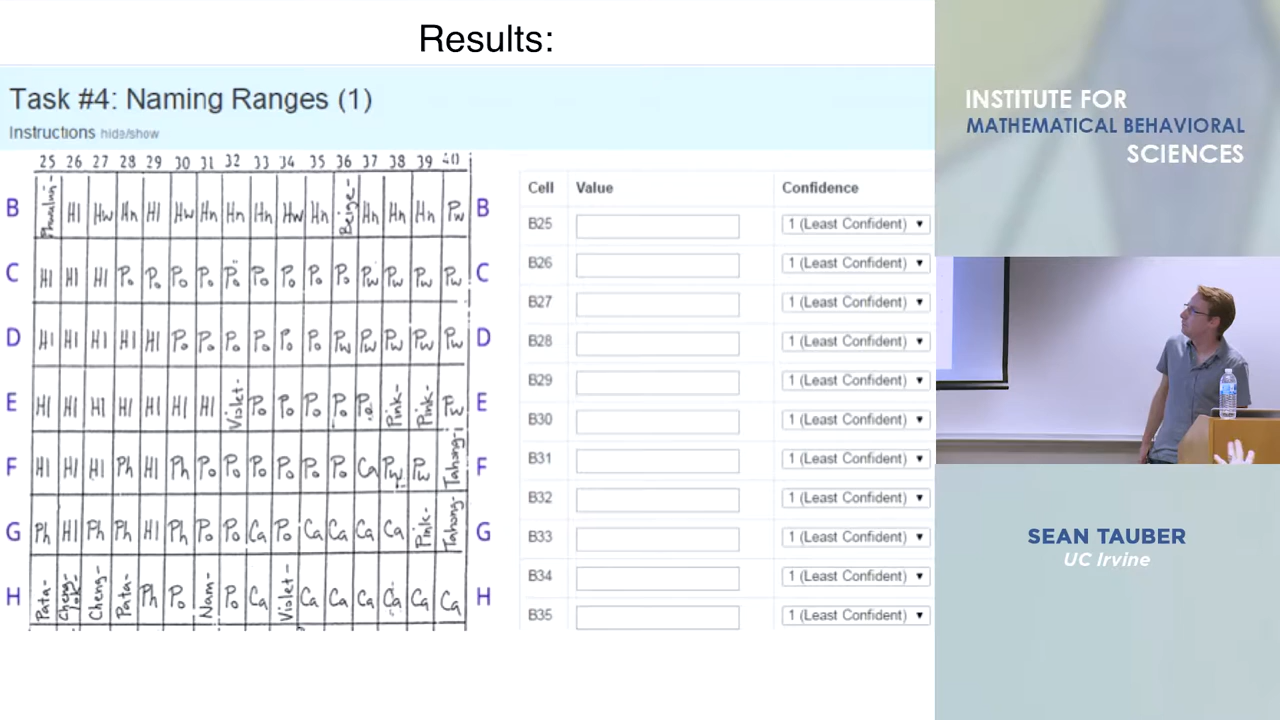 Results:
Task #4: Naming Ranges (1)
Instructions hide/show
25 26 27 28 29 30 31 32 33 34 35 36 37 38 39 40
B Hl Hw Hn Hl Hw Hn Hn Hn Hw Hn Beige- Hn Hn Hn Pw B
C Hl Hl Hl Po Po Po Po Po Po Po Po Po Pw Pw Pw Pw C
D Hl Hl Hl Hl Hl Po Po Po Po Po Po Pw Pw Pw Pw Pw D
E Hl Hl Hl Hl Hl Hl Hl Violet- Po Po Po Po Po Pink- Pink- Pw E
F Hl Hl Hl Ph Hl Ph Po Po Po Po Po Po Ca Pw Pw Tahong- F
G Ph Hl Ph Ph Hl Ph Po Po Ca Po Ca Ca Ca Ca Pink- Tahong- G
H Pata- Cheng- Pata- Ph Po Nam- Po Ca Violet- Ca Ca Ca Ca Ca Ca H
Cell Value Confidence
B25 1 (Least Confident)
B26 1 (Least Confident)
B27 1 (Least Confident)
B28 1 (Least Confident)
B29 1 (Least Confident)
B30 1 (Least Confident)
B31 1 (Least Confident)
B32 1 (Least Confident)
B33 1 (Least Confident)
B34 1 (Least Confident)
B35 1 (Least Confident)
INSTITUTE FOR
MATHEMATICAL BEHAVIORAL
SCIENCES
SEAN TAUBER
UC Irvine